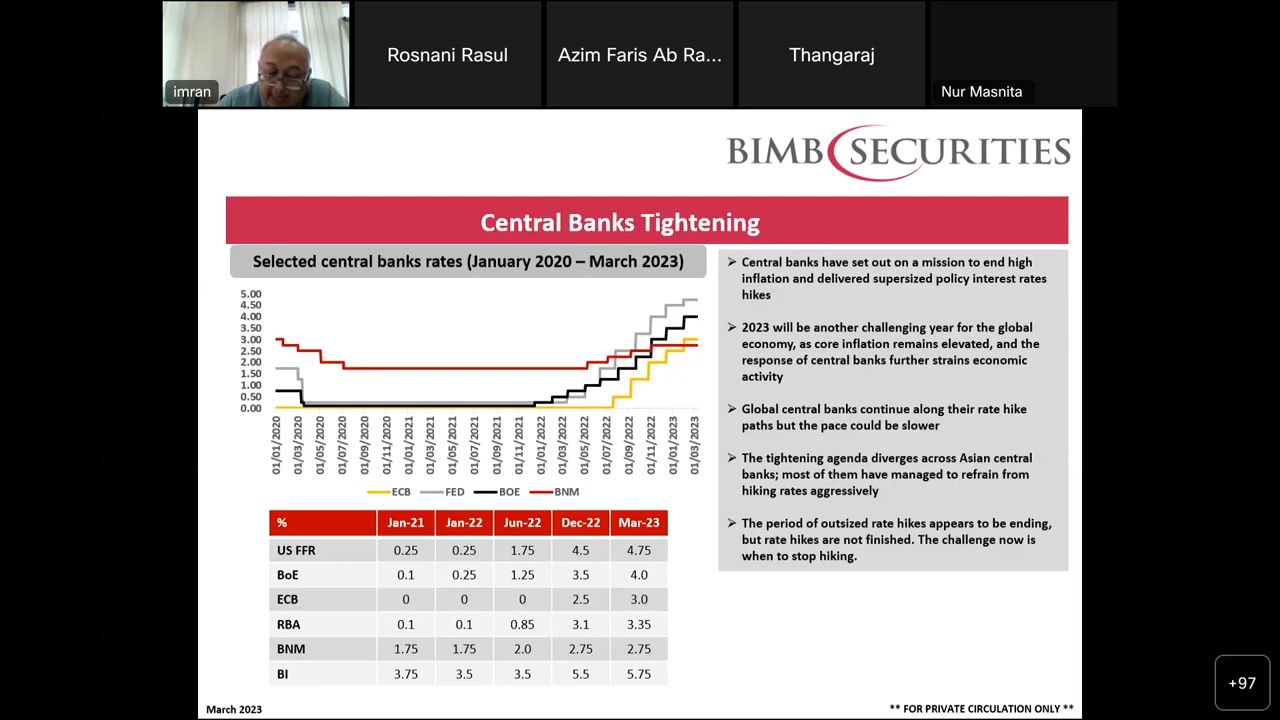 imran
Rosnani Rasul
Azim Faris Ab Ra...
Thangaraj
Nur Masnita
BIMB SECURITIES
Central Banks Tightening
Selected central banks rates (January 2020 – March 2023)
5.00
4.50
4.00
3.50
3.00
2.50
2.00
1.50
1.00
0.50
0.00
01/01/2020
01/03/2020
01/05/2020
01/07/2020
01/09/2020
01/11/2020
01/01/2021
01/03/2021
01/05/2021
01/07/2021
01/09/2021
01/11/2021
01/01/2022
01/03/2022
01/05/2022
01/07/2022
01/09/2022
01/11/2022
01/01/2023
01/03/2023
ECB FED BOE BNM
% Jan-21 Jan-22 Jun-22 Dec-22 Mar-23
US FFR 0.25 0.25 1.75 4.5 4.75
BoE 0.1 0.25 1.25 3.5 4.0
ECB 0 0 0 2.5 3.0
RBA 0.1 0.1 0.85 3.1 3.35
BNM 1.75 1.75 2.0 2.75 2.75
BI 3.75 3.5 3.5 5.5 5.75
➢ Central banks have set out on a mission to end high
inflation and delivered supersized policy interest rates
hikes
➢ 2023 will be another challenging year for the global
economy, as core inflation remains elevated, and the
response of central banks further strains economic
activity
➢ Global central banks continue along their rate hike
paths but the pace could be slower
➢ The tightening agenda diverges across Asian central
banks; most of them have managed to refrain from
hiking rates aggressively
➢ The period of outsized rate hikes appears to be ending,
but rate hikes are not finished. The challenge now is
when to stop hiking.
+97
March 2023
** FOR PRIVATE CIRCULATION ONLY **